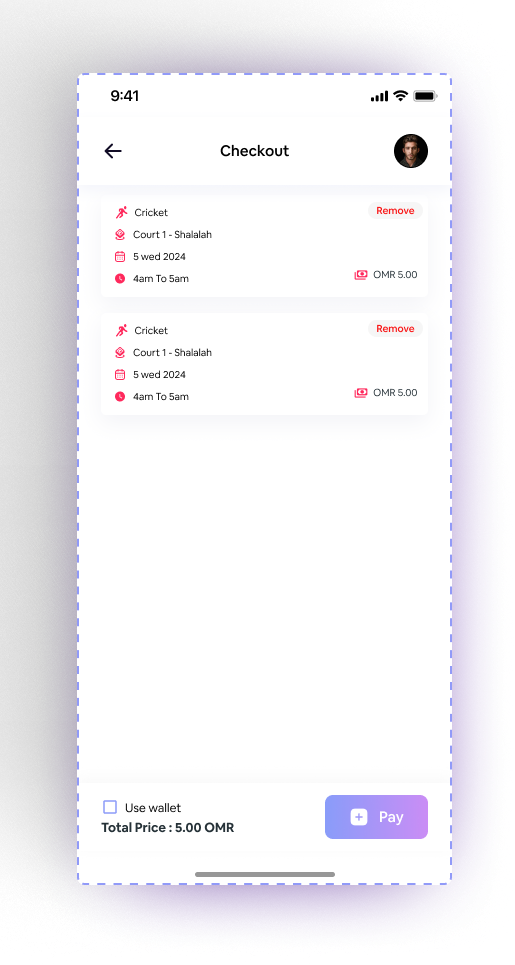 9:41
Checkout
Cricket
Remove
Court 1 - Shalalah
5 wed 2024
4am To 5am
OMR 5.00
Cricket
Remove
Court 1 - Shalalah
5 wed 2024
4am To 5am
OMR 5.00
Use wallet
Total Price : 5.00 OMR
Pay